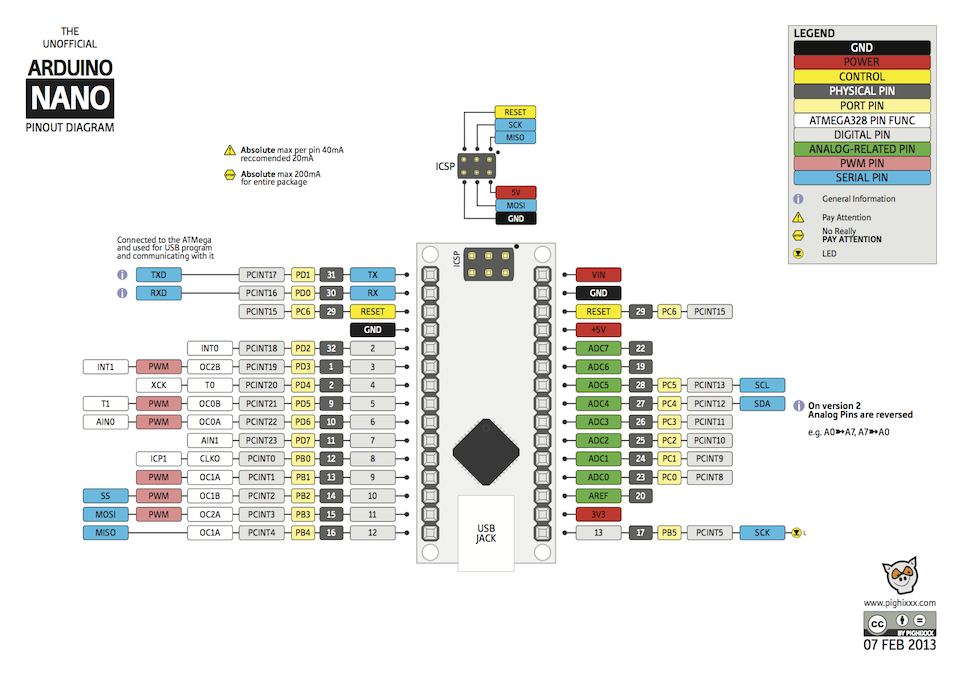 THE
UNOFFICIAL
ARDUINO
NANO
PINOUT DIAGRAM
Absolute max per pin 40mA
reccomended 20mA
Absolute max 200mA
for entire package
RESET
SCK
MISO
ICSP
5V
MOSI
GND
LEGEND
GND
POWER
CONTROL
PHYSICAL PIN
PORT PIN
ATMEGA328 PIN FUNC
DIGITAL PIN
ANALOG-RELATED PIN
PWM PIN
SERIAL PIN
General Information
Pay Attention
No Really
PAY ATTENTION
LED
Connected to the ATMega
and used for USB program
and communicating with it
ICSP
TXD PCINT17 PD1 31 TX
RXD PCINT16 PD0 30 RX
PCINT15 PC6 29 RESET
GND
INT0 PCINT18 PD2 32 2
INT1 PWM OC2B PCINT19 PD3 1 3
XCK T0 PCINT20 PD4 2 4
T1 PWM OC0B PCINT21 PD5 9 5
AIN0 PWM OC0A PCINT22 PD6 10 6
AIN1 PCINT23 PD7 11 7
ICP1 CLKO PCINT0 PB0 12 8
PWM OC1A PCINT1 PB1 13 9
SS PWM OC1B PCINT2 PB2 14 10
MOSI PWM OC2A PCINT3 PB3 15 11
MISO OC1A PCINT4 PB4 16 12
VIN
GND
RESET 29 PC6 PCINT15
+5V
ADC7 22
ADC6 19
ADC5 28 PC5 PCINT13 SCL
ADC4 27 PC4 PCINT12 SDA
ADC3 26 PC3 PCINT11
ADC2 25 PC2 PCINT10
ADC1 24 PC1 PCINT9
ADC0 23 PC0 PCINT8
AREF 20
3V3
13 17 PB5 PCINT5 SCK L
On version 2
Analog Pins are reversed
e.g. A0➳A7, A7➳A0
USB
JACK
www.pighixxx.com
cc
BY PIGHIXXX
07 FEB 2013